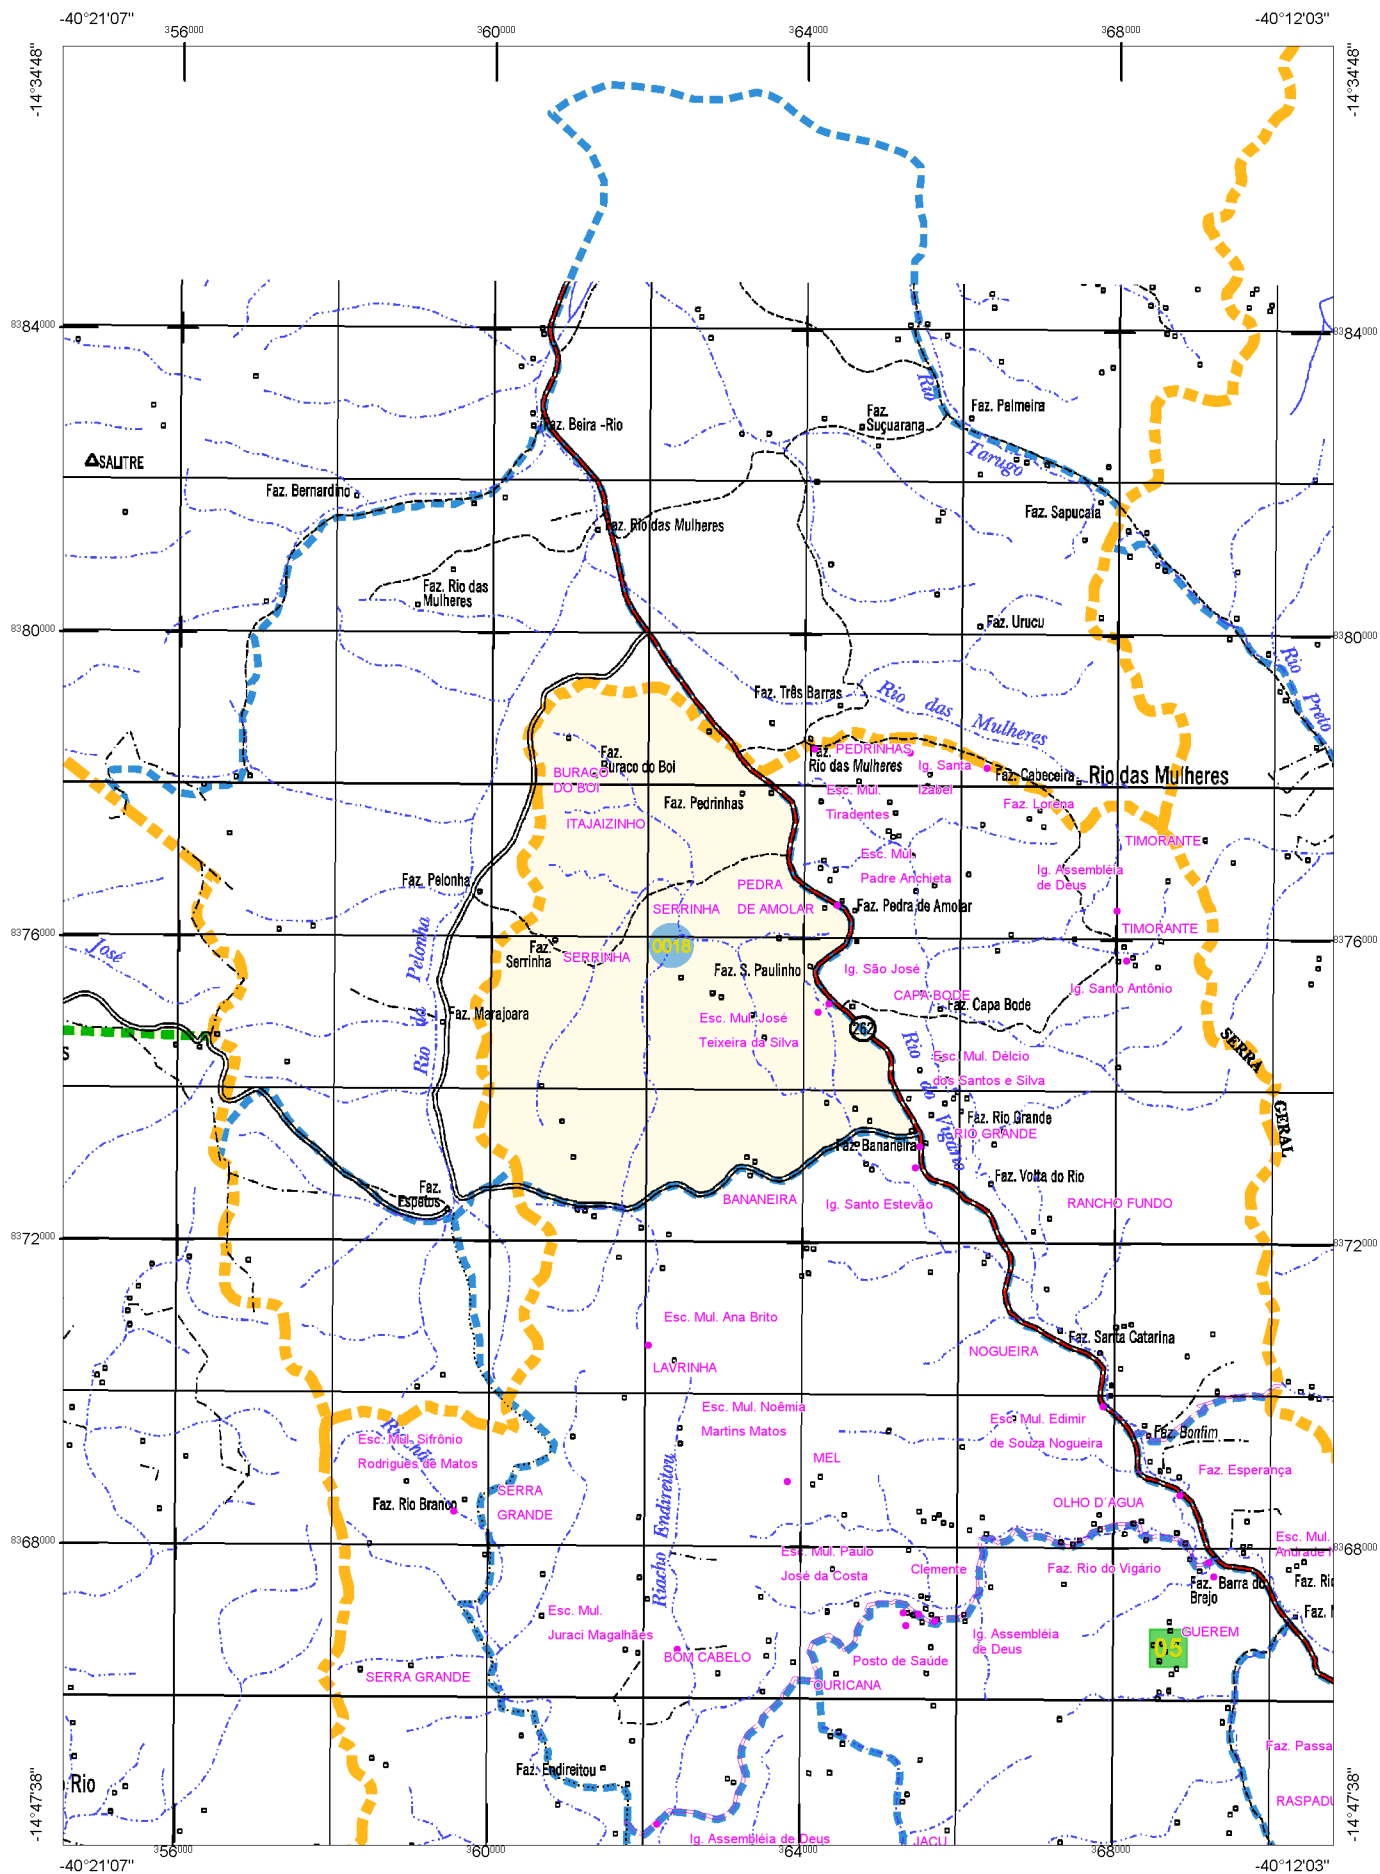 -40°21'07"
-40°12'03"
356000
360000
364000
368000
-14°34'48"
-14°34'48"
8384000
8384000
Rio
Faz. Palmeira
Faz.
Suçuarana
Faz. Beira -Rio
Tarugo
SALITRE
Faz. Bernardino
Faz. Sapucaia
Faz. Rio das Mulheres
Faz. Rio das
Mulheres
Faz. Urucu
8380000
8380000
Rio Preto
Faz. Três Barras
Rio das Mulheres
PEDRINHAS
Faz.
Rio das Mulheres
Faz.
Buraco do Boi
BURACO
DO BOI
Ig. Santa
Izabel
Faz. Cabeceira
Rio das Mulheres
Esc. Mul.
Tiradentes
Faz. Pedrinhas
Faz. Lorena
ITAJAIZINHO
TIMORANTE
Esc. Mul.
Padre Anchieta
Ig. Assembléia
de Deus
Faz. Pelonha
PEDRA
DE AMOLAR
SERRINHA
Faz. Pedra de Amolar
TIMORANTE
8376000
8376000
José
Rio da Pelonha
Faz.
Serrinha
SERRINHA
0018
Faz. S. Paulinho
Ig. São José
CAPA BODE
Faz. Capa Bode
Ig. Santo Antônio
Faz. Marajoara
Esc. Mul. José
Teixeira da Silva
262
SERRA
GERAL
S
Rio do Vigário
Esc. Mul. Délcio
dos Santos e Silva
Faz. Rio Grande
RIO GRANDE
Faz. Bananeira
Faz. Volta do Rio
Faz.
Espetos
BANANEIRA
Ig. Santo Estevão
RANCHO FUNDO
8372000
8372000
Esc. Mul. Ana Brito
Faz. Santa Catarina
NOGUEIRA
LAVRINHA
Esc. Mul. Noêmia
Martins Matos
Esc. Mul. Edimir
de Souza Nogueira
Faz. Bonfim
Esc. Mul. Sifrônio
Rodrigues de Matos
MEL
Faz. Esperança
SERRA
GRANDE
Faz. Rio Branco
OLHO D´AGUA
Riacho Endireitou
8368000
8368000
Esc. Mul.
Esc. Mul. Paulo
José da Costa
Clemente
Faz. Rio do Vigário
Faz. Barra do
Brejo
Esc. Mul.
Juraci Magalhães
Ig. Assembléia
de Deus
GUEREM
05
BOM CABELO
Posto de Saúde
SERRA GRANDE
OURICANA
Faz. Passa
Rio
Faz. Endireitou
RASPADU
Ig. Assembléia de Deus
JACU
-14°47'38"
-14°47'38"
356000
360000
364000
368000
-40°21'07"
-40°12'03"